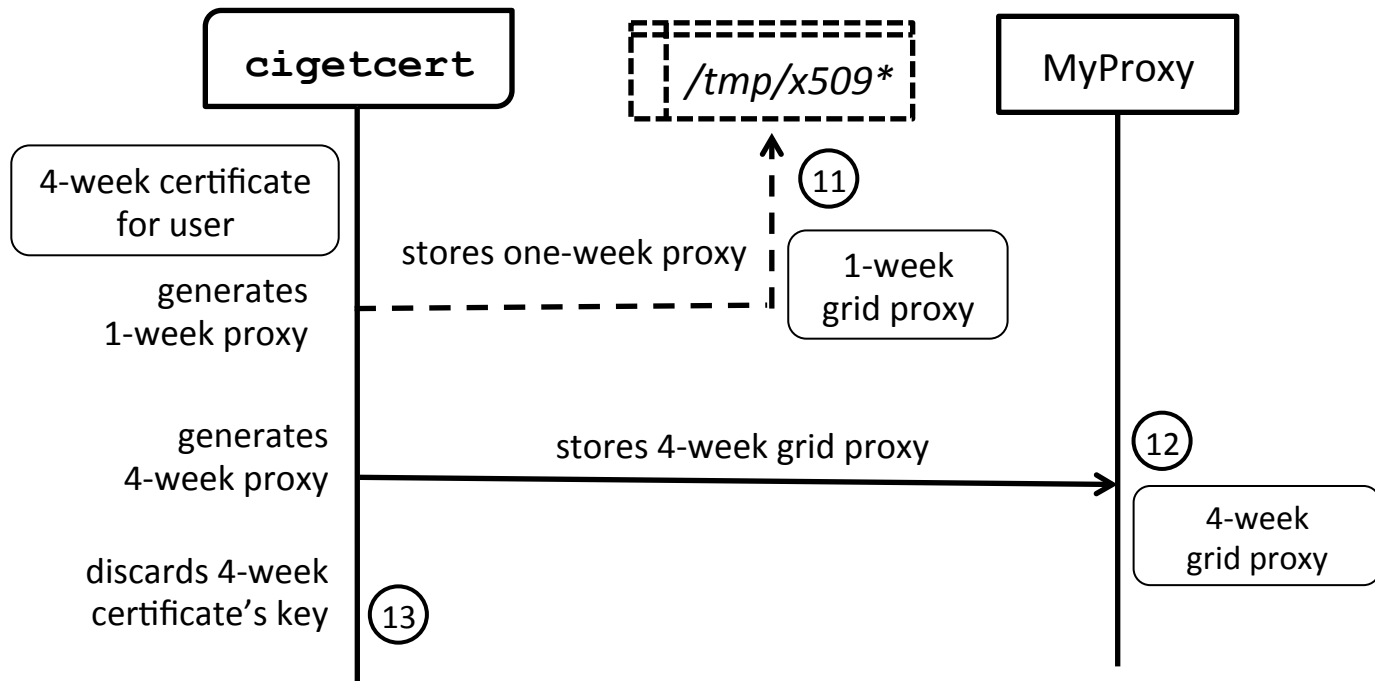 cigetcert
/tmp/x509*
MyProxy
4-week certificate
for user
11
stores one-week proxy
1-week
grid proxy
generates
1-week proxy
generates
4-week proxy
stores 4-week grid proxy
12
4-week
grid proxy
discards 4-week
certificate’s key
13